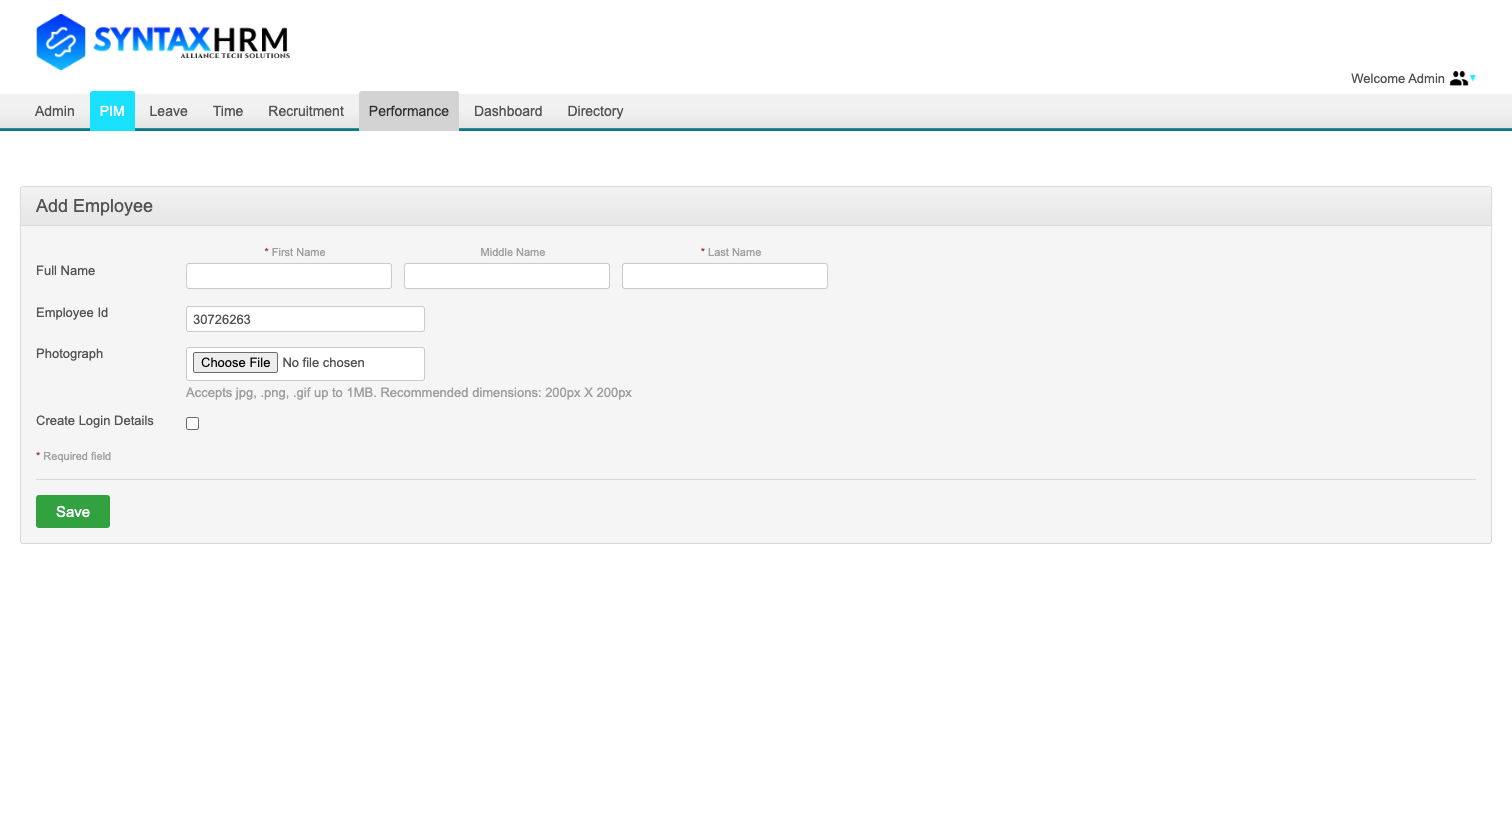 SYNTAXHRM
ALLIANCE TECH SOLUTIONS
Welcome Admin
Admin PIM Leave Time Recruitment Performance Dashboard Directory
Add Employee
* First Name Middle Name * Last Name
Full Name
Employee Id 30726263
Photograph Choose File No file chosen
Accepts jpg, .png, .gif up to 1MB. Recommended dimensions: 200px X 200px
Create Login Details
* Required field
Save